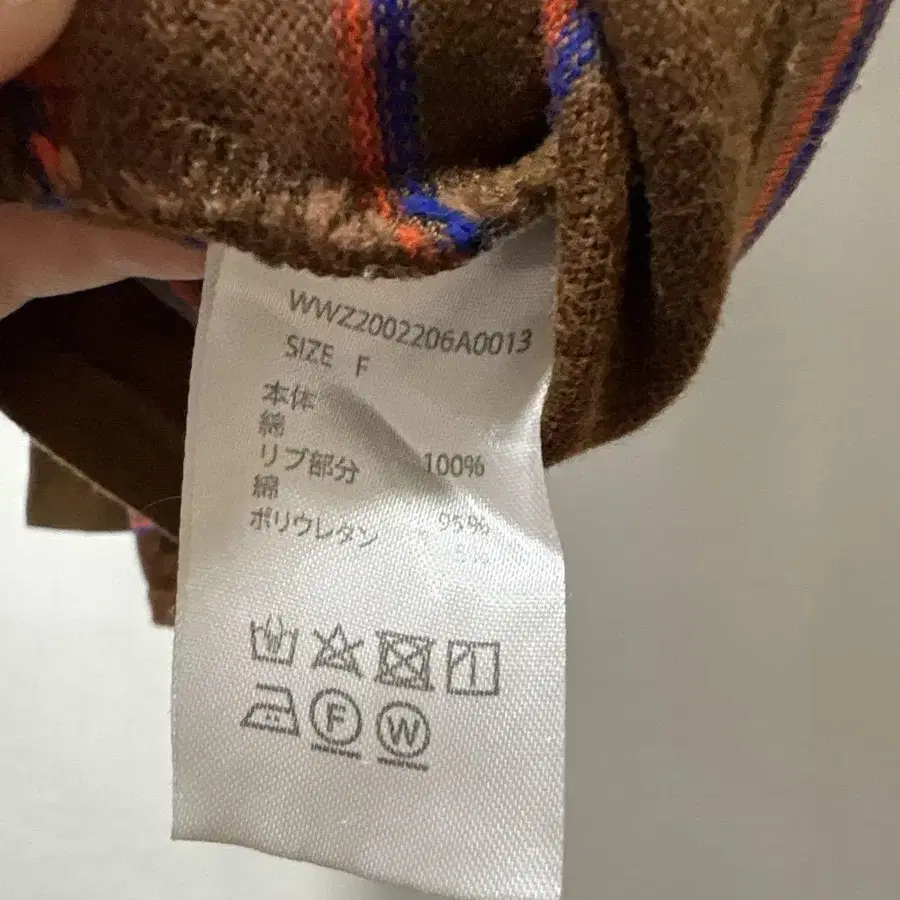 WWZ2002206A0013
SIZE F
本体
綿 100%
リブ部分
綿 95%
ポリウレタン
F W